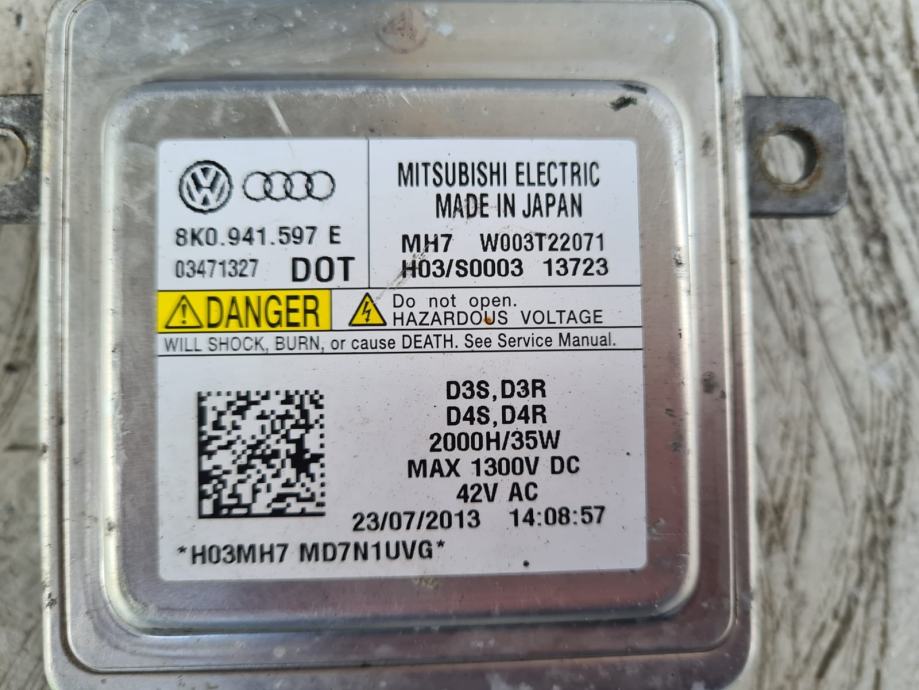 8K0.941.597 E
03471327 DOT
MITSUBISHI ELECTRIC
MADE IN JAPAN
MH7 W003T22071
H03/S0003 13723
DANGER
Do not open.
HAZARDOUS VOLTAGE
WILL SHOCK, BURN, or cause DEATH. See Service Manual.
D3S,D3R
D4S,D4R
2000H/35W
MAX 1300V DC
42V AC
23/07/2013 14:08:57
*H03MH7 MD7N1UVG*